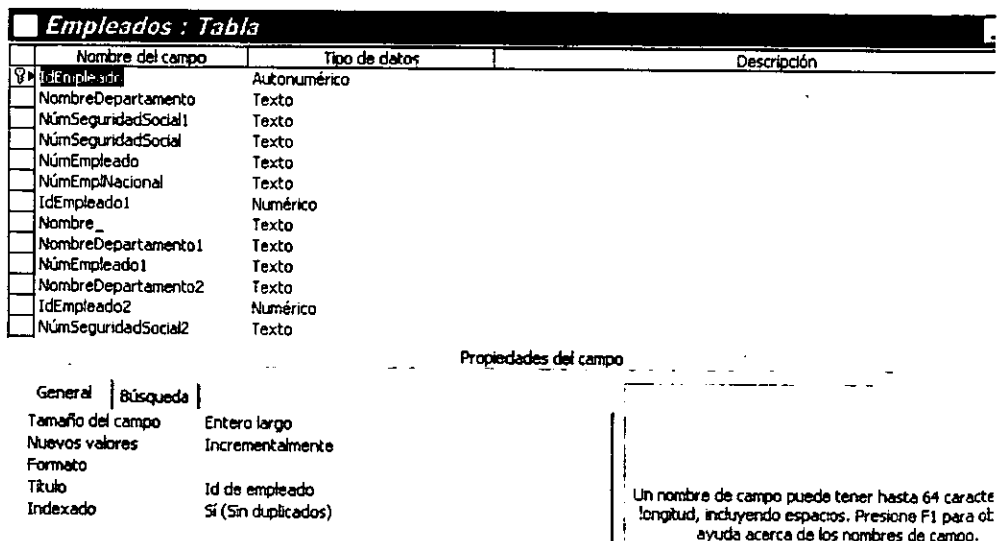 Empleados : Tabla
Nombre del campo Tipo de datos Descripción
IdEmpleado Autonumérico
NombreDepartamento Texto
NúmSeguridadSocial1 Texto
NúmSeguridadSocial Texto
NúmEmpleado Texto
NúmEmplNacional Texto
IdEmpleado1 Numérico
Nombre_ Texto
NombreDepartamento1 Texto
NúmEmpleado1 Texto
NombreDepartamento2 Texto
IdEmpleado2 Numérico
NúmSeguridadSocial2 Texto
Propiedades del campo
General Búsqueda
Tamaño del campo Entero largo
Nuevos valores Incrementalmente
Formato
Título Id de empleado
Indexado Sí (Sin duplicados)
Un nombre de campo puede tener hasta 64 caracte
longitud, incluyendo espacios. Presione F1 para ob
ayuda acerca de los nombres de campo.